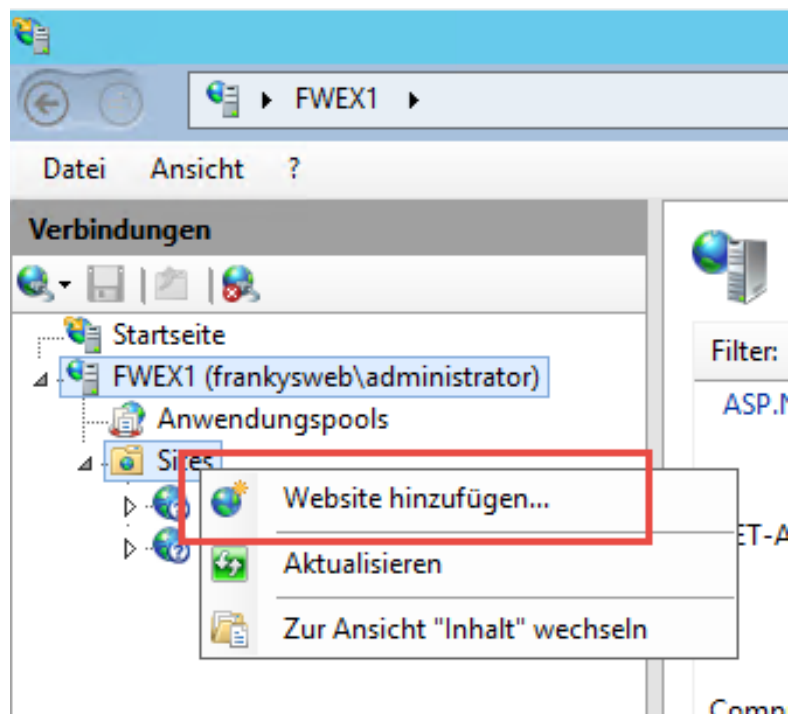 FWEX1
Datei Ansicht ?
Verbindungen
Startseite
Filter:
FWEX1 (frankysweb\administrator)
Anwendungspools
Sites
Website hinzufügen...
Aktualisieren
Zur Ansicht "Inhalt" wechseln